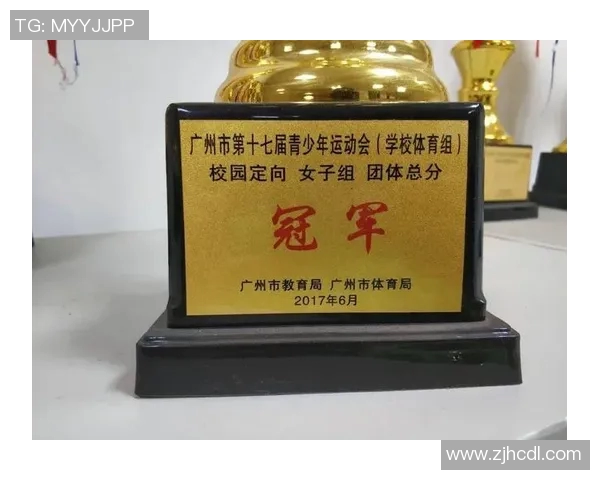 TG: MYYJJPP
广州市第十七届青少年运动会（学校体育组）
校园定向 女子组 团体总分
冠军
广州市教育局 广州市体育局
2017年6月
www.zjhcdl.com